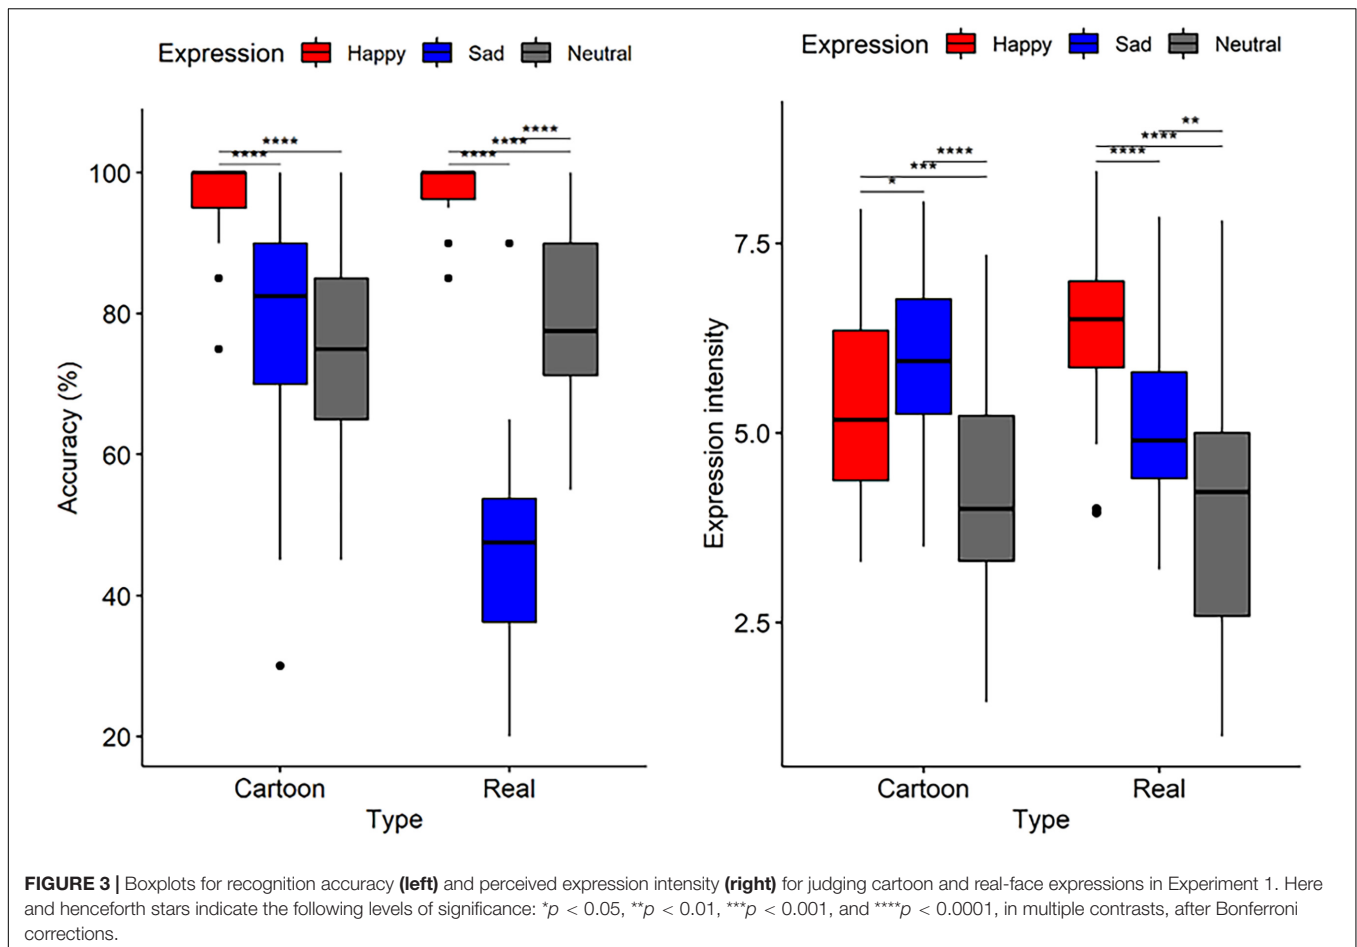 Expression Happy Sad Neutral
**** **** **** **** ****
100
80
60
40
20
Accuracy (%)
Cartoon Real
Type
Expression Happy Sad Neutral
* *** **** **** **** **
7.5
5.0
2.5
Expression intensity
Cartoon Real
Type
FIGURE 3 | Boxplots for recognition accuracy (left) and perceived expression intensity (right) for judging cartoon and real-face expressions in Experiment 1. Here
and henceforth stars indicate the following levels of significance: *p < 0.05, **p < 0.01, ***p < 0.001, and ****p < 0.0001, in multiple contrasts, after Bonferroni
corrections.